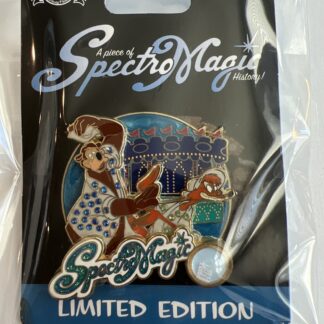 A piece of
SpectroMagic
History!
SpectroMagic
LIMITED EDITION